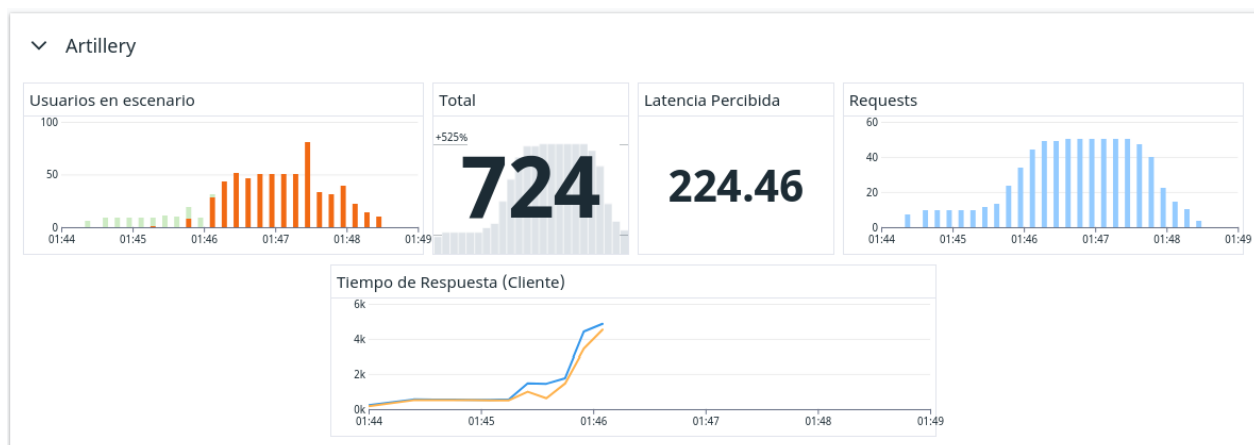 Artillery
Usuarios en escenario
100
50
0
01:44 01:45 01:46 01:47 01:48 01:49
Total
+525%
724
Latencia Percibida
224.46
Requests
60
40
20
0
01:44 01:45 01:46 01:47 01:48 01:49
Tiempo de Respuesta (Cliente)
6k
4k
2k
0k
01:44 01:45 01:46 01:47 01:48 01:49